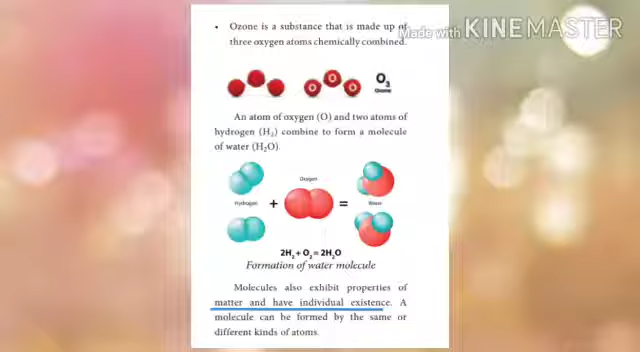 • Ozone is a substance that is made up of
three oxygen atoms chemically combined.
Made with KINEMASTER
O O O
O₃
Ozone
An atom of oxygen (O) and two atoms of
hydrogen (H₂) combine to form a molecule
of water (H₂O).
Oxygen
Hydrogen + = Water
2H₂ + O₂ = 2H₂O
Formation of water molecule
Molecules also exhibit properties of
matter and have individual existence. A
molecule can be formed by the same or
different kinds of atoms.